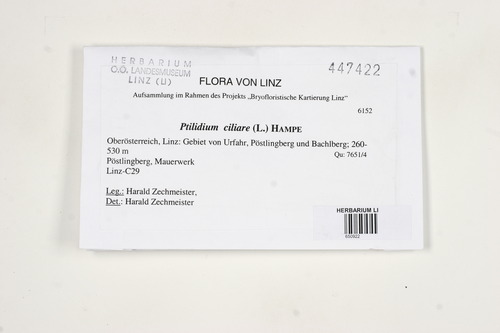 HERBARIUM
O.Ö. LANDESMUSEUM
LINZ (LI)
447422
FLORA VON LINZ
Aufsammlung im Rahmen des Projekts „Bryofloristische Kartierung Linz“
6152
Ptilidium ciliare (L.) HAMPE
Oberösterreich, Linz: Gebiet von Urfahr, Pöstlingberg und Bachlberg; 260-
530 m
Qu: 7651/4
Pöstlingberg, Mauerwerk
Linz-C29
Leg.: Harald Zechmeister,
Det.: Harald Zechmeister
HERBARIUM LI
650922